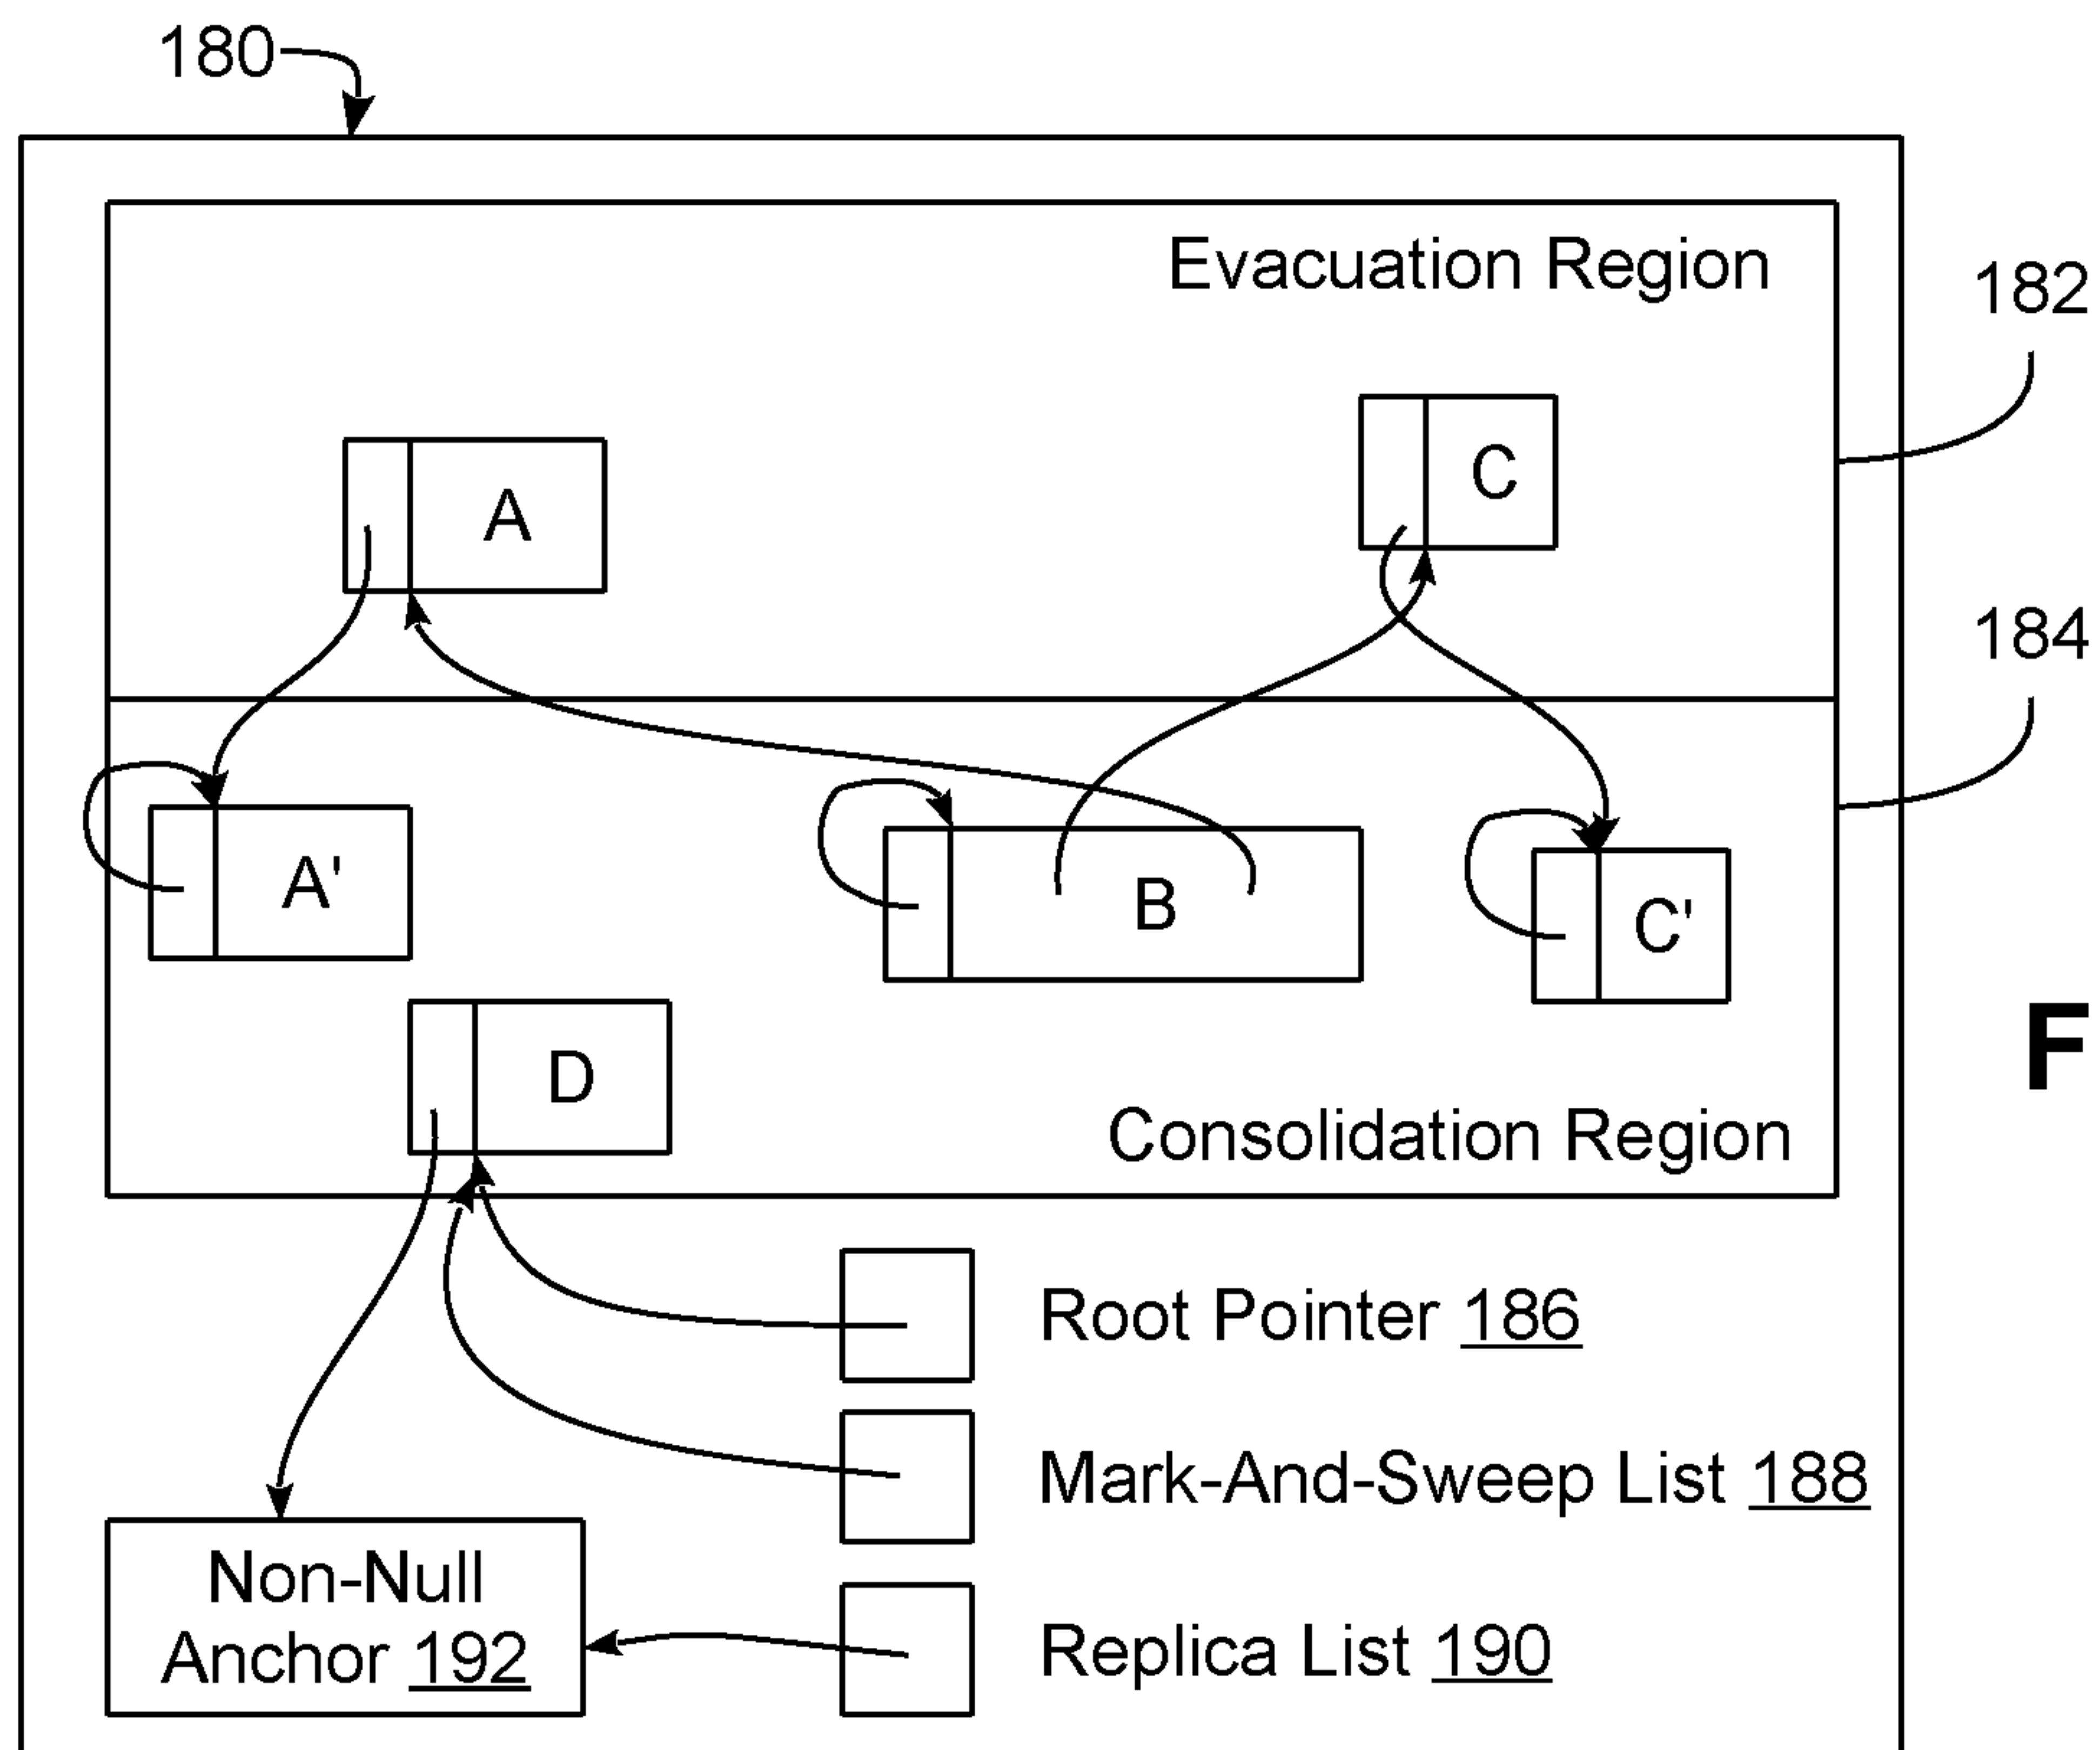 180
Evacuation Region
182
C
A
184
A'
B
C'
F
D
Consolidation Region
Root Pointer 186
Mark-And-Sweep List 188
Non-Null
Anchor 192
Replica List 190